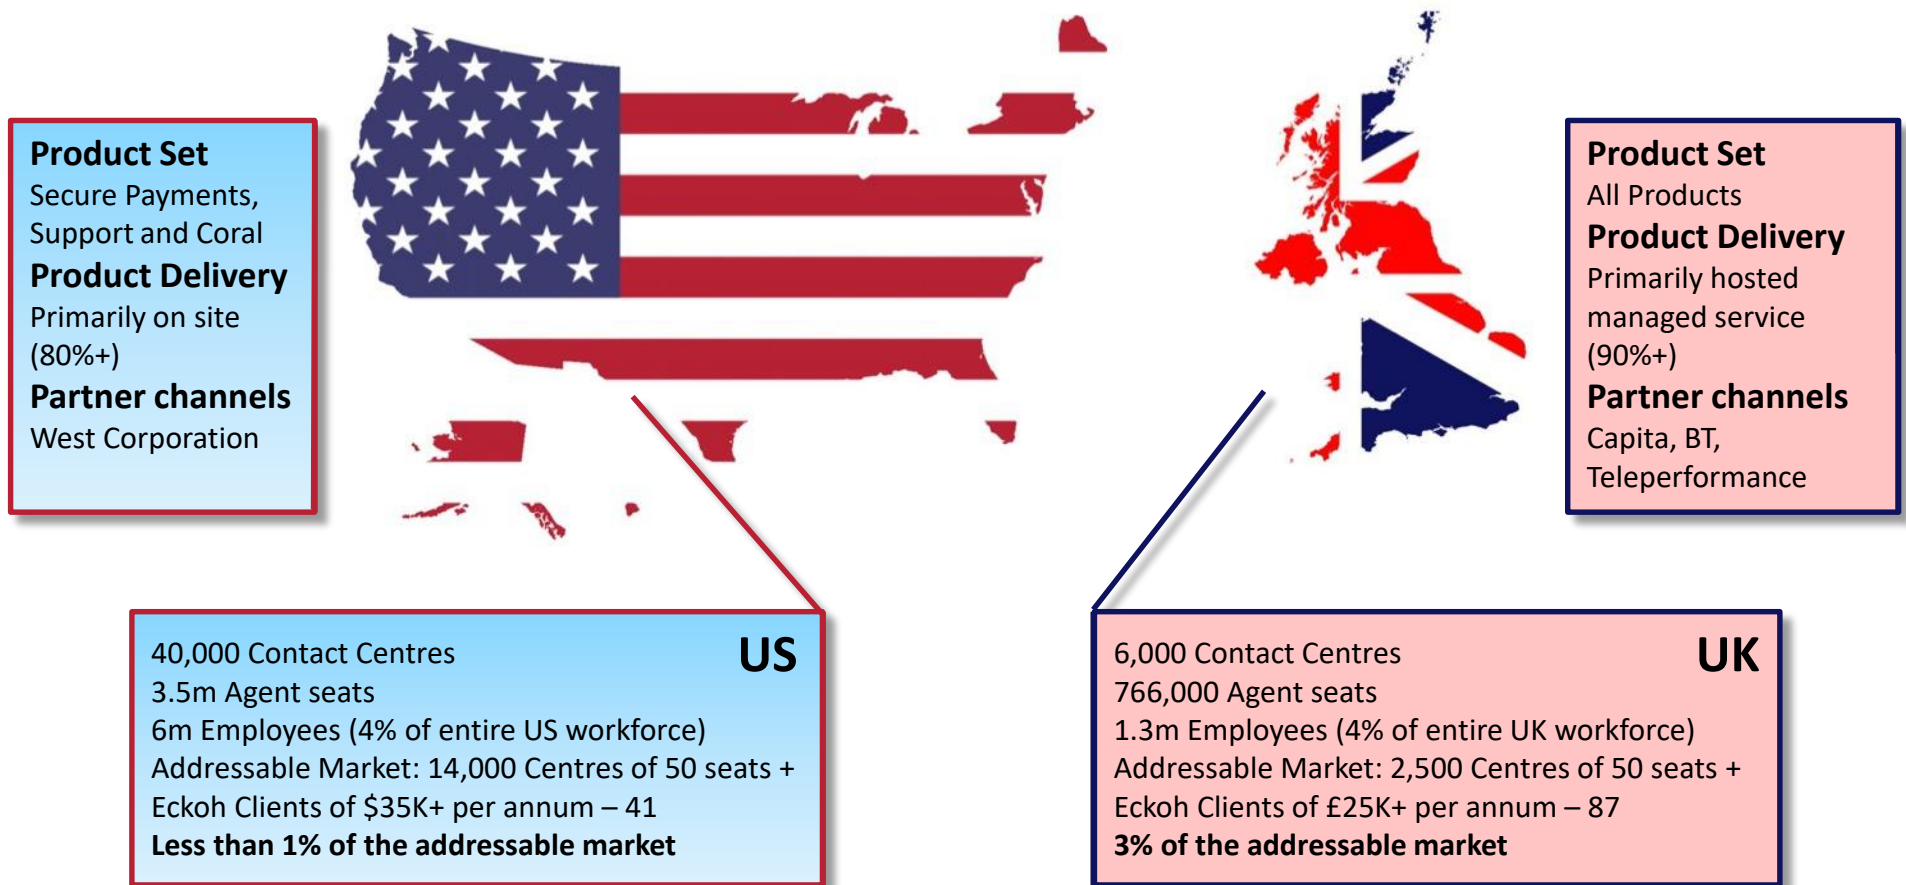 Product Set
Secure Payments,
Support and Coral
Product Delivery
Primarily on site
(80%+)
Partner channels
West Corporation
Product Set
All Products
Product Delivery
Primarily hosted
managed service
(90%+)
Partner channels
Capita, BT,
Teleperformance
US
40,000 Contact Centres
3.5m Agent seats
6m Employees (4% of entire US workforce)
Addressable Market: 14,000 Centres of 50 seats +
Eckoh Clients of $35K+ per annum – 41
Less than 1% of the addressable market
UK
6,000 Contact Centres
766,000 Agent seats
1.3m Employees (4% of entire UK workforce)
Addressable Market: 2,500 Centres of 50 seats +
Eckoh Clients of £25K+ per annum – 87
3% of the addressable market